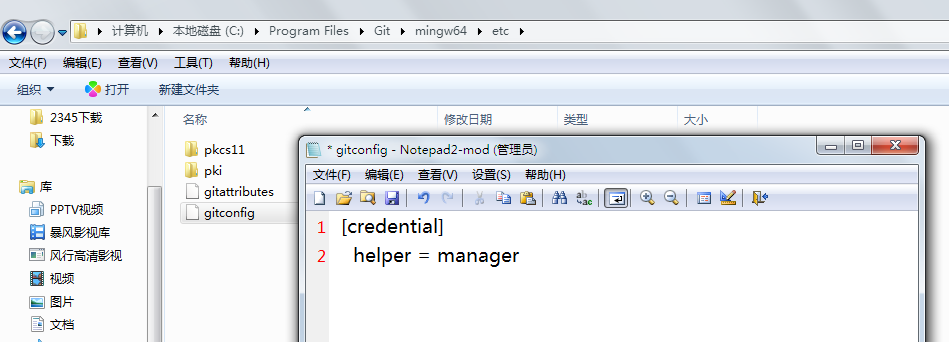 计算机 本地磁盘 (C:) Program Files Git mingw64 etc
文件(F) 编辑(E) 查看(V) 工具(T) 帮助(H)
组织 打开 新建文件夹
名称 修改日期 类型 大小
2345下载
下载
库
PPTV视频
暴风影视库
风行高清影视
视频
图片
文档
pkcs11
pki
gitattributes
gitconfig
* gitconfig - Notepad2-mod (管理员)
文件(F) 编辑(E) 查看(V) 设置(S) 帮助(H)
1 [credential]
2 helper = manager